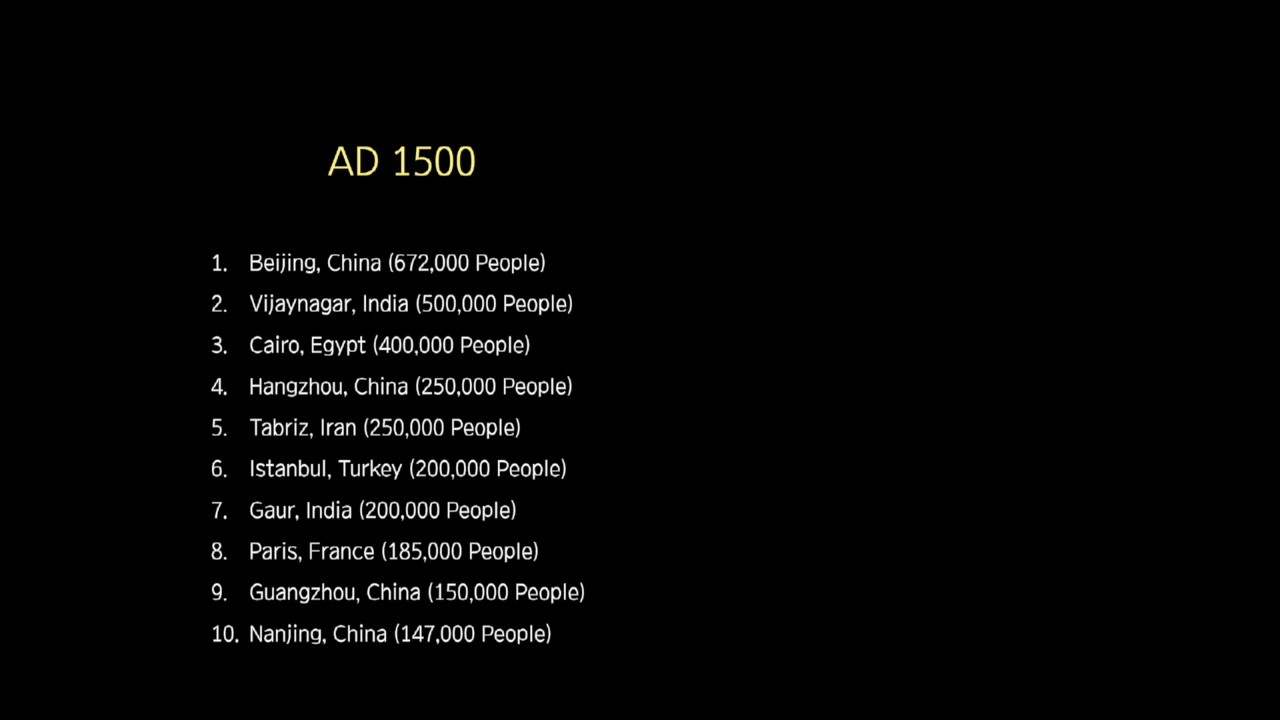 AD 1500
1. Beijing, China (672,000 People)
2. Vijaynagar, India (500,000 People)
3. Cairo, Egypt (400,000 People)
4. Hangzhou, China (250,000 People)
5. Tabriz, Iran (250,000 People)
6. Istanbul, Turkey (200,000 People)
7. Gaur, India (200,000 People)
8. Paris, France (185,000 People)
9. Guangzhou, China (150,000 People)
10. Nanjing, China (147,000 People)